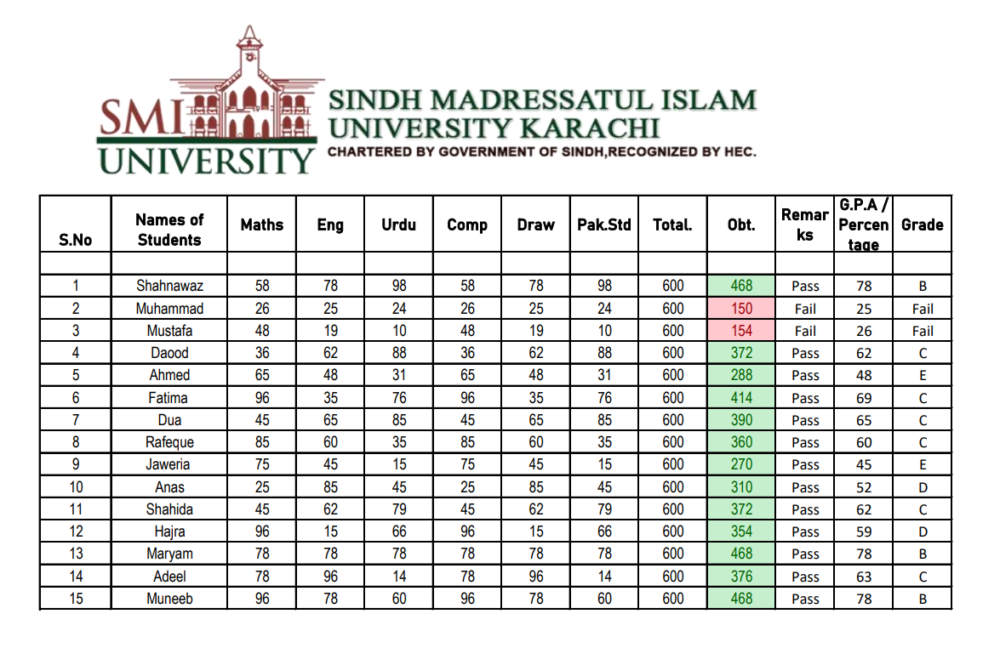 SMI
UNIVERSITY
SINDH MADRESSATUL ISLAM
UNIVERSITY KARACHI
CHARTERED BY GOVERNMENT OF SINDH,RECOGNIZED BY HEC.
S.No Names of Students Maths Eng Urdu Comp Draw Pak.Std Total. Obt. Remarks G.P.A / Percentage Grade
1 Shahnawaz 58 78 98 58 78 98 600 468 Pass 78 B
2 Muhammad 26 25 24 26 25 24 600 150 Fail 25 Fail
3 Mustafa 48 19 10 48 19 10 600 154 Fail 26 Fail
4 Daood 36 62 88 36 62 88 600 372 Pass 62 C
5 Ahmed 65 48 31 65 48 31 600 288 Pass 48 E
6 Fatima 96 35 76 96 35 76 600 414 Pass 69 C
7 Dua 45 65 85 45 65 85 600 390 Pass 65 C
8 Rafeque 85 60 35 85 60 35 600 360 Pass 60 C
9 Jaweria 75 45 15 75 45 15 600 270 Pass 45 E
10 Anas 25 85 45 25 85 45 600 310 Pass 52 D
11 Shahida 45 62 79 45 62 79 600 372 Pass 62 C
12 Hajra 96 15 66 96 15 66 600 354 Pass 59 D
13 Maryam 78 78 78 78 78 78 600 468 Pass 78 B
14 Adeel 78 96 14 78 96 14 600 376 Pass 63 C
15 Muneeb 96 78 60 96 78 60 600 468 Pass 78 B